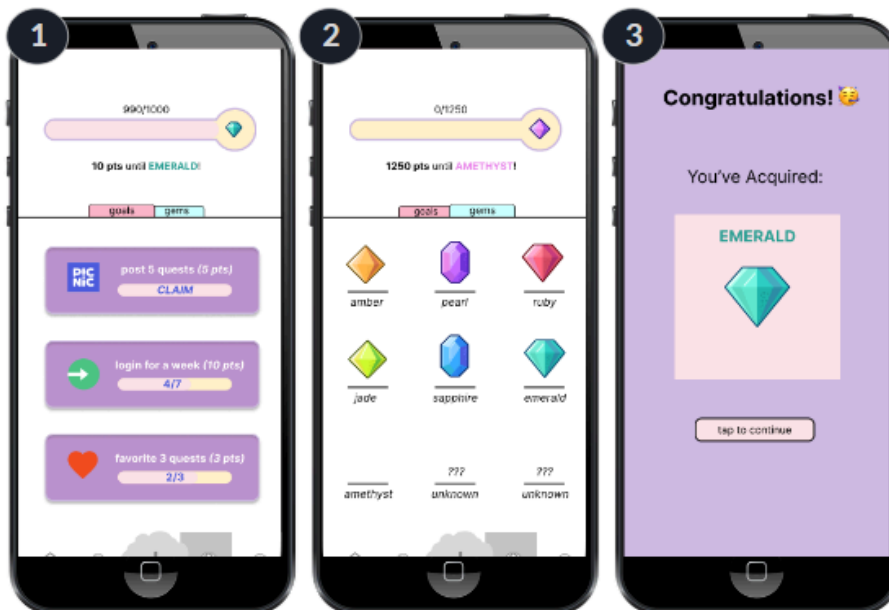 1
990/1000
10 pts until EMERALD!
goals gems
PIC
NIC
post 5 quests (5 pts)
CLAIM
login for a week (10 pts)
4/7
favorite 3 quests (3 pts)
2/3
2
0/1250
1250 pts until AMETHYST!
goals gems
amber pearl ruby
jade sapphire emerald
??? ???
amethyst unknown unknown
3
Congratulations! 🥳
You've Acquired:
EMERALD
tap to continue